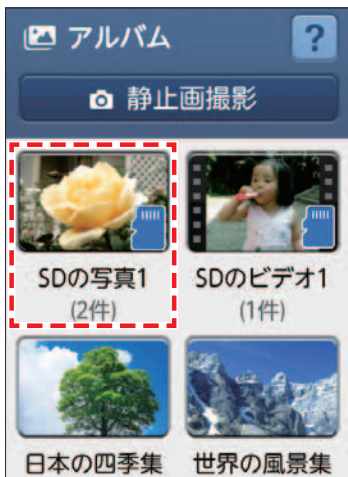 アルバム ?
静止画撮影
SDの写真1 SDのビデオ1
(2件) (1件)
日本の四季集 世界の風景集